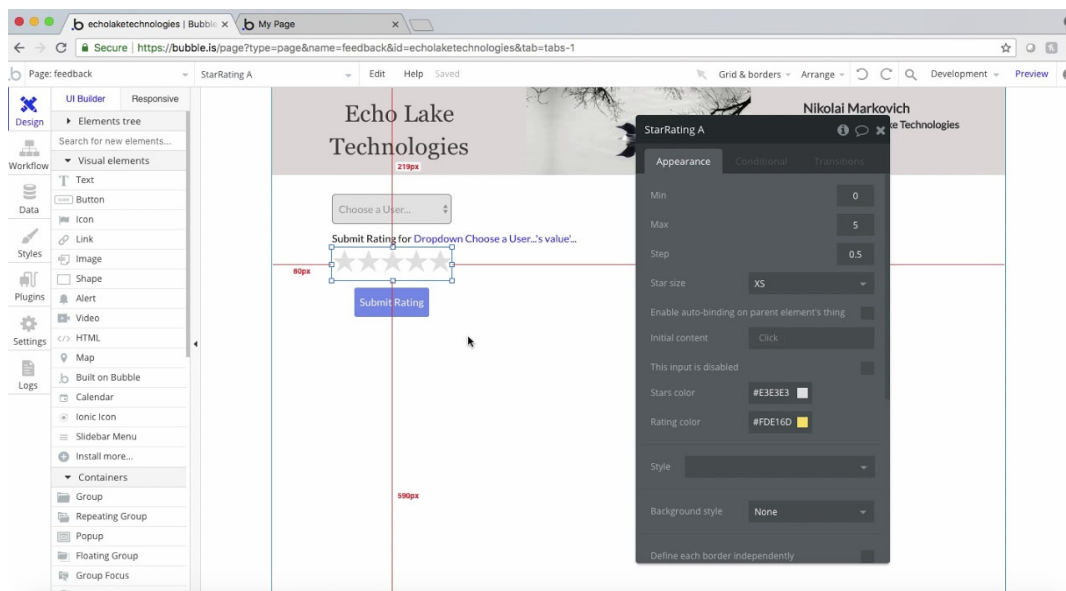 echolaketechnologies | Bubble
My Page
Secure
https://bubble.is/page?type=page&name=feedback&id=echolaketechnologies&tab=tabs-1
Page: feedback
StarRating A
Edit
Help
Saved
Grid & borders
Arrange
Development
Preview
Design
Workflow
Data
Styles
Plugins
Settings
Logs
UI Builder
Responsive
Elements tree
Search for new elements...
Visual elements
Text
Button
Icon
Link
Image
Shape
Alert
Video
HTML
Map
Built on Bubble
Calendar
Ionic Icon
Slidebar Menu
Install more...
Containers
Group
Repeating Group
Popup
Floating Group
Group Focus
Echo Lake
Technologies
219px
Nikolai Markovich
Technologies
Choose a User...
Submit Rating for Dropdown Choose a User...'s value'...
80px
Submit Rating
590px
StarRating A
Appearance
Conditional
Transitions
Min
0
Max
5
Step
0.5
Star size
XS
Enable auto-binding on parent element's thing
Initial content
Click
This input is disabled
Stars color
#E3E3E3
Rating color
#FDE16D
Style
Background style
None
Define each border independently